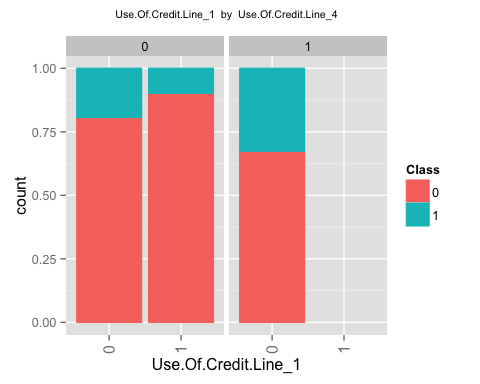 Use.Of.Credit.Line_1 by Use.Of.Credit.Line_4
0 1
1.00
0.75
0.50
0.25
0.00
count
0 1 0 1
Use.Of.Credit.Line_1
Class
0
1